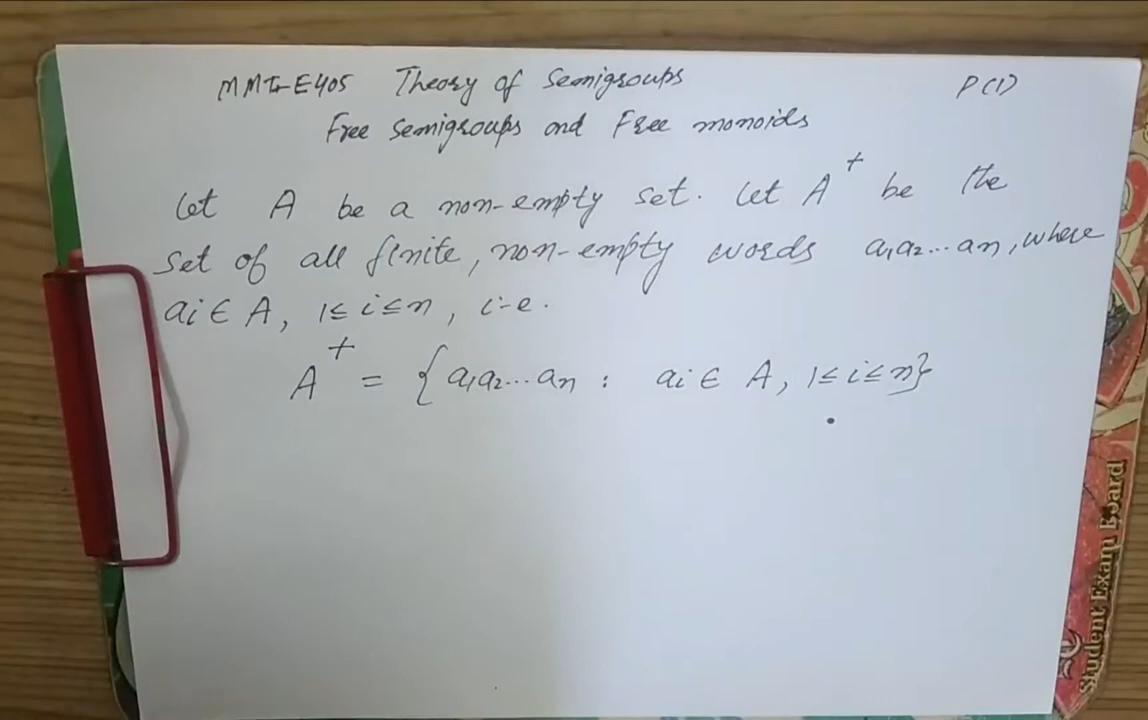 MMT-E405 Theory of Semigroups P(1)
Free Semigroups and Free monoids
Let A be a non-empty set. Let A⁺ be the
set of all finite, non-empty words a₁a₂...aₙ, where
aᵢ ∈ A, 1≤ i ≤ n, i.e.
A⁺ = {a₁a₂...aₙ : aᵢ ∈ A, 1≤ i ≤ n}
Student Exam Board